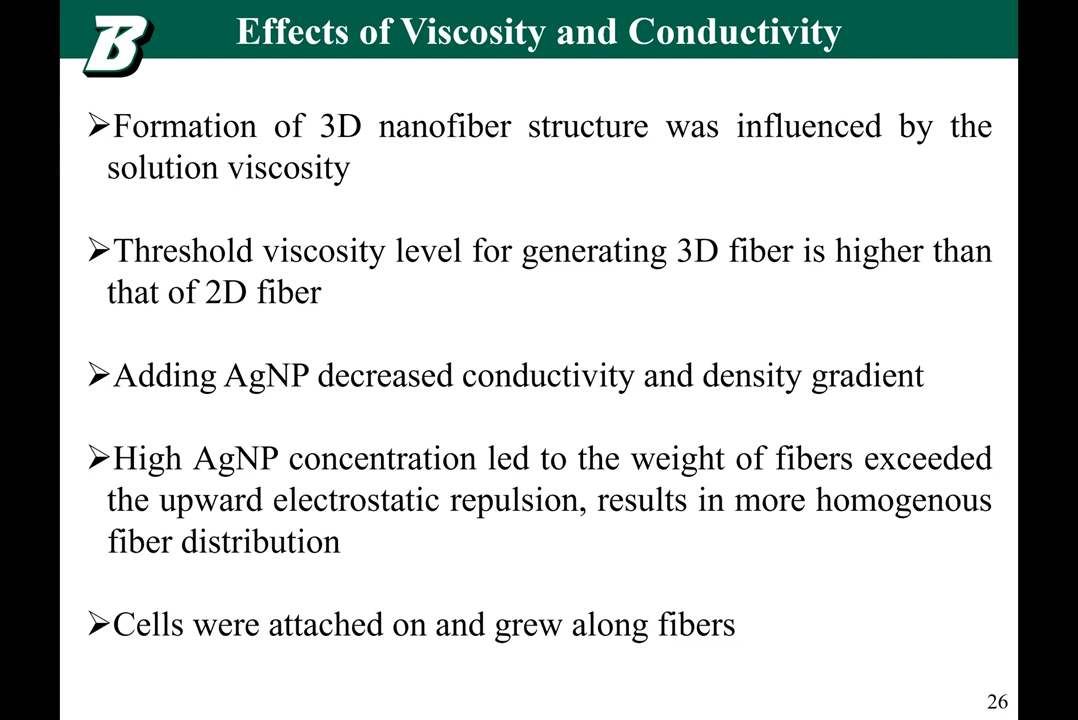 B
Effects of Viscosity and Conductivity
➢Formation of 3D nanofiber structure was influenced by the
solution viscosity
➢Threshold viscosity level for generating 3D fiber is higher than
that of 2D fiber
➢Adding AgNP decreased conductivity and density gradient
➢High AgNP concentration led to the weight of fibers exceeded
the upward electrostatic repulsion, results in more homogenous
fiber distribution
➢Cells were attached on and grew along fibers
26